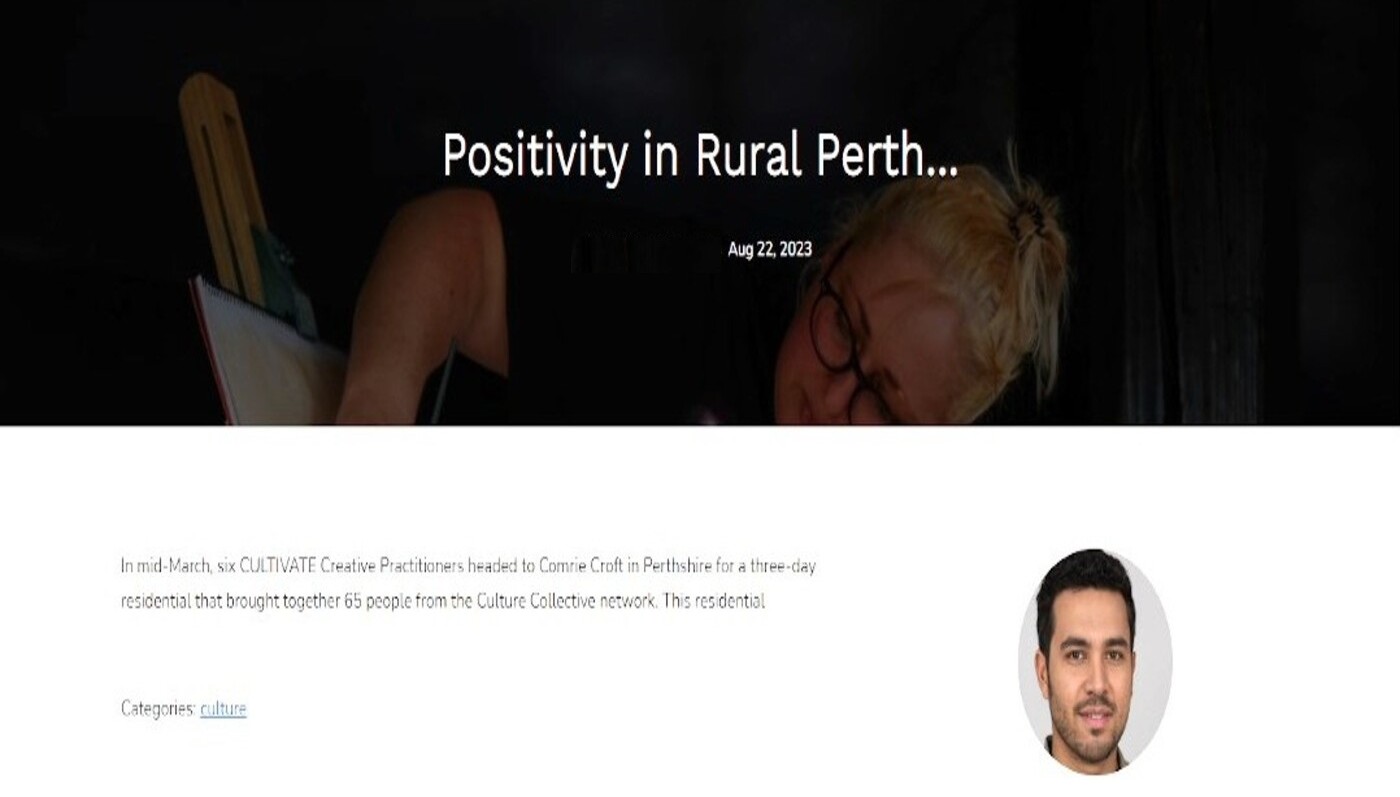 Positivity in Rural Perth...
Aug 22, 2023
In mid-March, six CULTIVATE Creative Practitioners headed to Comrie Croft in Perthshire for a three-day
residential that brought together 65 people from the Culture Collective network. This residential
Categories: culture